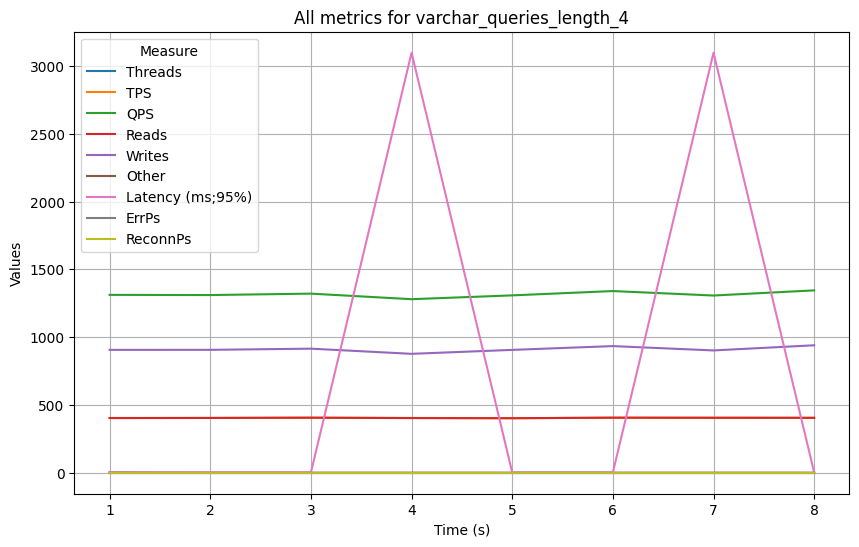 All metrics for varchar_queries_length_4
Measure
Threads
TPS
QPS
Reads
Writes
Other
Latency (ms;95%)
ErrPs
ReconnPs
Values
3000
2500
2000
1500
1000
500
0
1 2 3 4 5 6 7 8
Time (s)